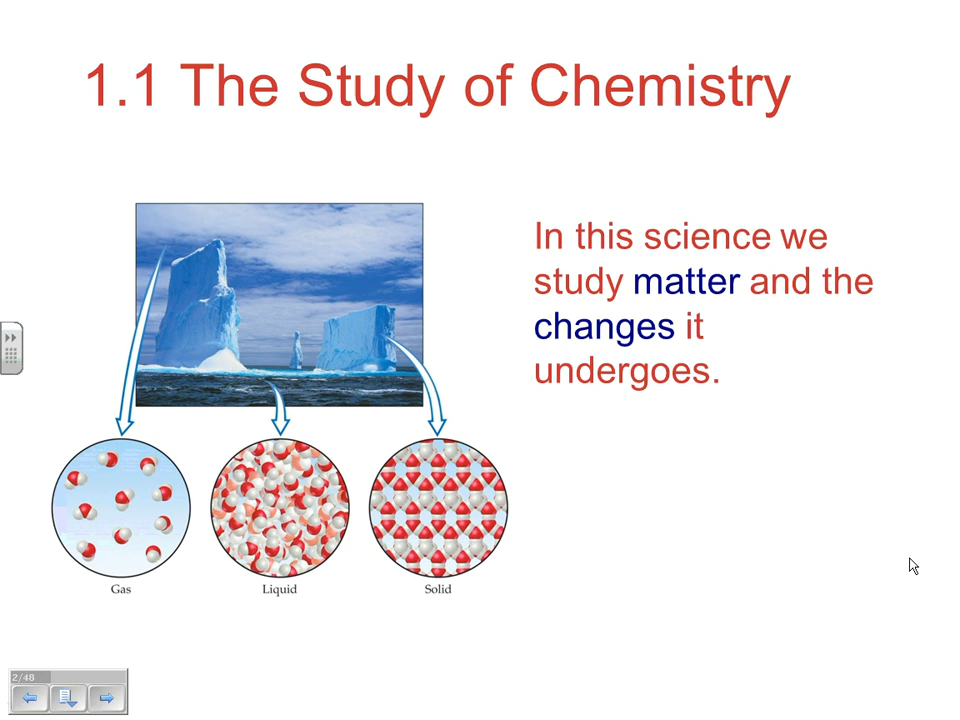 1.1 The Study of Chemistry
In this science we
study matter and the
changes it
undergoes.
Gas
Liquid
Solid
2/48